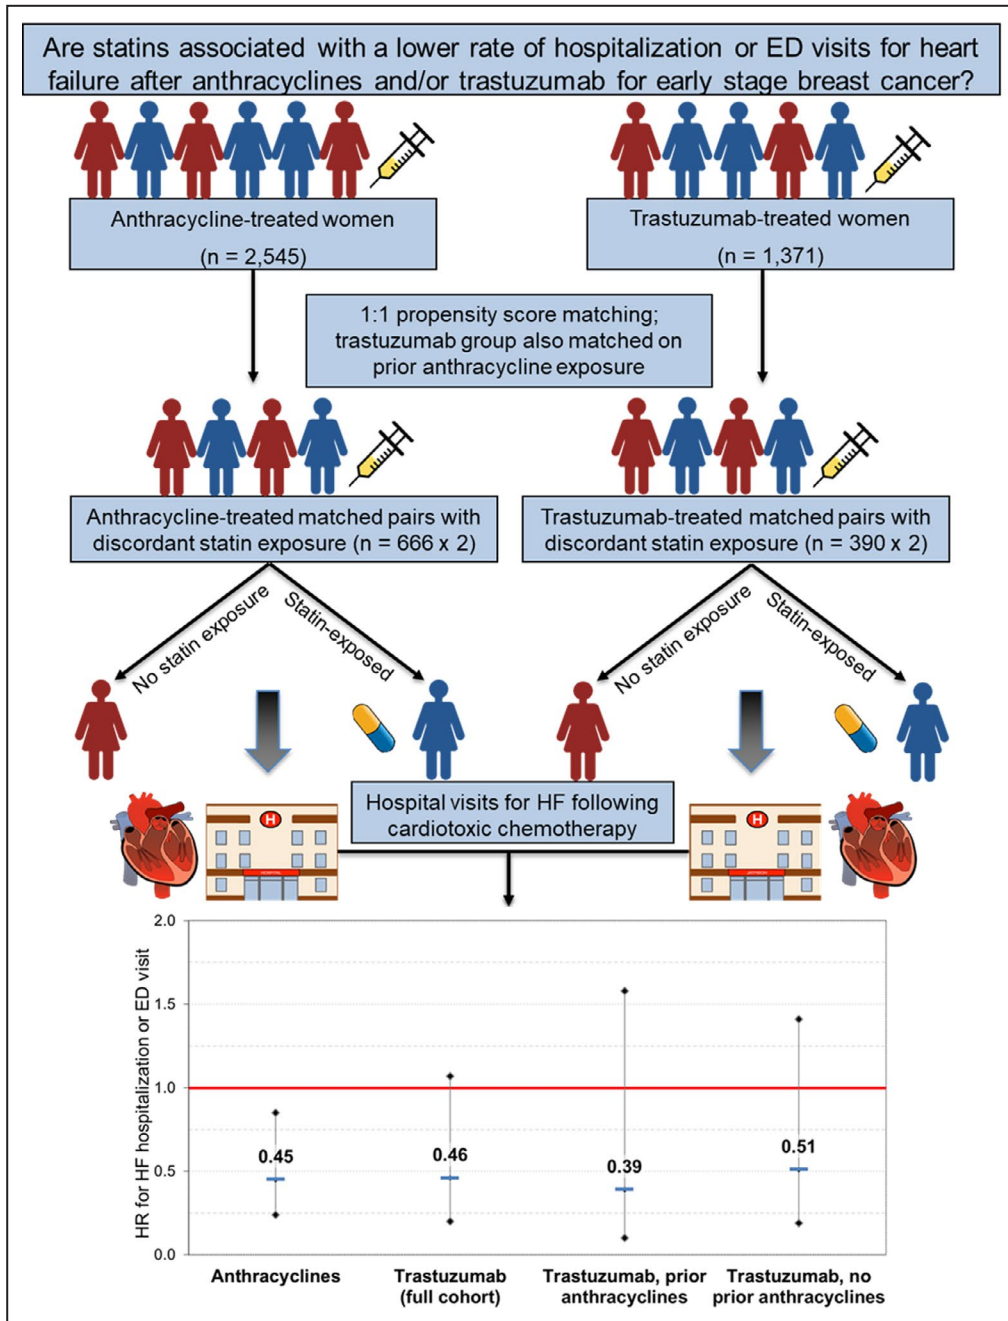 Are statins associated with a lower rate of hospitalization or ED visits for heart
failure after anthracyclines and/or trastuzumab for early stage breast cancer?
Anthracycline-treated women
(n = 2,545)
Trastuzumab-treated women
(n = 1,371)
1:1 propensity score matching;
trastuzumab group also matched on
prior anthracycline exposure
Anthracycline-treated matched pairs with
discordant statin exposure (n = 666 x 2)
Trastuzumab-treated matched pairs with
discordant statin exposure (n = 390 x 2)
No statin exposure
Statin-exposed
No statin exposure
Statin-exposed
Hospital visits for HF following
cardiotoxic chemotherapy
H
HOSPITAL
H
HR for HF hospitalization or ED visit
2.0
1.5
1.0
0.5
0.0
0.45
0.46
0.39
0.51
Anthracyclines
Trastuzumab
(full cohort)
Trastuzumab, prior
anthracyclines
Trastuzumab, no
prior anthracyclines